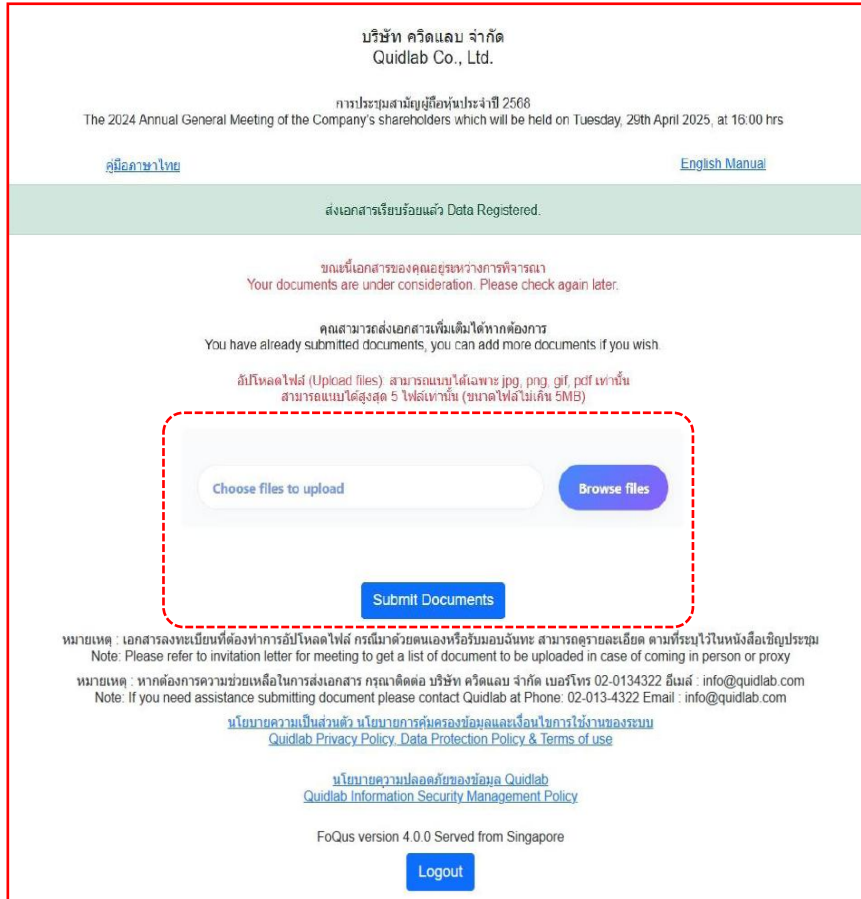 บริษัท ควิดแลบ จำกัด
Quidlab Co., Ltd.
การประชุมสามัญผู้ถือหุ้นประจำปี 2568
The 2024 Annual General Meeting of the Company's shareholders which will be held on Tuesday, 29th April 2025, at 16:00 hrs
คู่มือภาษาไทย
English Manual
ส่งเอกสารเรียบร้อยแล้ว Data Registered.
ขณะนี้เอกสารของคุณอยู่ระหว่างการพิจารณา
Your documents are under consideration. Please check again later.
คุณสามารถส่งเอกสารเพิ่มเติมได้หากต้องการ
You have already submitted documents, you can add more documents if you wish.
อัปโหลดไฟล์ (Upload files): สามารถแนบได้เฉพาะ jpg, png, gif, pdf เท่านั้น
สามารถแนบได้สูงสุด 5 ไฟล์เท่านั้น (ขนาดไฟล์ไม่เกิน 5MB)
Choose files to upload
Browse files
Submit Documents
หมายเหตุ : เอกสารลงทะเบียนที่ต้องทำการอัปโหลดไฟล์ กรณีมาด้วยตนเองหรือรับมอบฉันทะ สามารถดูรายละเอียด ตามที่ระบุไว้ในหนังสือเชิญประชุม
Note: Please refer to invitation letter for meeting to get a list of document to be uploaded in case of coming in person or proxy
หมายเหตุ : หากต้องการความช่วยเหลือในการส่งเอกสาร กรุณาติดต่อ บริษัท ควิดแลบ จำกัด เบอร์โทร 02-0134322 อีเมล์ : info@quidlab.com
Note: If you need assistance submitting document please contact Quidlab at Phone: 02-013-4322 Email : info@quidlab.com
นโยบายความเป็นส่วนตัว นโยบายการคุ้มครองข้อมูลและเงื่อนไขการใช้งานของระบบ
Quidlab Privacy Policy, Data Protection Policy & Terms of use
นโยบายความปลอดภัยของข้อมูล Quidlab
Quidlab Information Security Management Policy
FoQus version 4.0.0 Served from Singapore
Logout